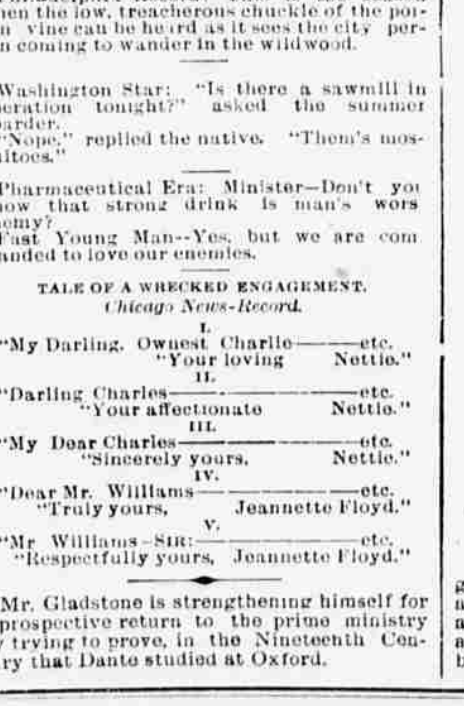 hen the low, treacherous chuckle of the poi-
n vine can be heard as it sees the city per-
n coming to wander in the wildwood.
Washington Star: "Is there a sawmill in
eration tonight?" asked the summer
arder.
"Nope," replied the native. "Them's mos-
itoes."
Pharmaceutical Era: Minister—Don't you
ow that strong drink is man's wors
emy?
Fast Young Man--Yes, but we are com
anded to love our enemies.
TALE OF A WRECKED ENGAGEMENT.
Chicago News-Record.
I.
"My Darling, Ownest Charlie———etc.
"Your loving Nettie."
II.
"Darling Charles———etc.
"Your affectionate Nettie."
III.
"My Dear Charles———etc.
"Sincerely yours, Nettie."
IV.
"Dear Mr. Williams———etc.
"Truly yours, Jeannette Floyd."
V.
"Mr Williams–SIR:———etc.
"Respectfully yours, Jeannette Floyd."
Mr. Gladstone is strengthening himself for
prospective return to the prime ministry
y trying to prove, in the Nineteenth Cen-
ry that Dante studied at Oxford.